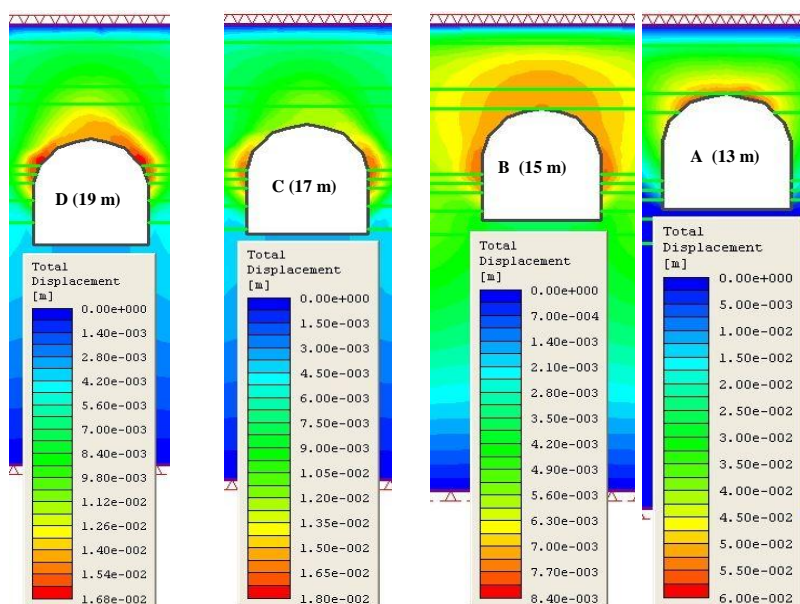 D (19 m)
C (17 m)
B (15 m)
A (13 m)
Total
Displacement
[m]
0.00e+000
1.40e-003
2.80e-003
4.20e-003
5.60e-003
7.00e-003
8.40e-003
9.80e-003
1.12e-002
1.26e-002
1.40e-002
1.54e-002
1.68e-002
Total
Displacement
[m]
0.00e+000
1.50e-003
3.00e-003
4.50e-003
6.00e-003
7.50e-003
9.00e-003
1.05e-002
1.20e-002
1.35e-002
1.50e-002
1.65e-002
1.80e-002
Total
Displacement
[m]
0.00e+000
7.00e-004
1.40e-003
2.10e-003
2.80e-003
3.50e-003
4.20e-003
4.90e-003
5.60e-003
6.30e-003
7.00e-003
7.70e-003
8.40e-003
Total
Displacement
[m]
0.00e+000
5.00e-003
1.00e-002
1.50e-002
2.00e-002
2.50e-002
3.00e-002
3.50e-002
4.00e-002
4.50e-002
5.00e-002
5.50e-002
6.00e-002